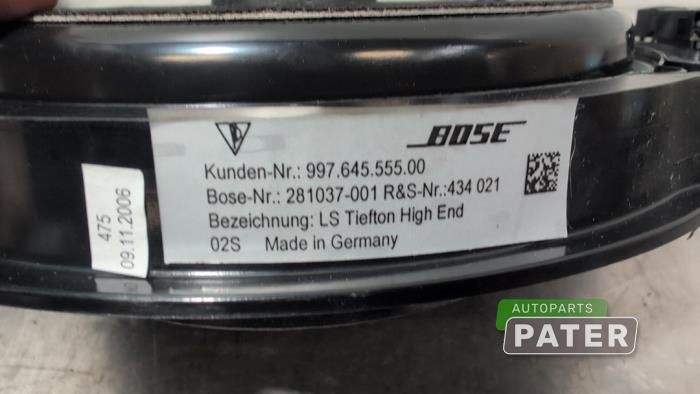 BOSE
Kunden-Nr.: 997.645.555.00
Bose-Nr.: 281037-001 R&S-Nr.:434 021
Bezeichnung: LS Tiefton High End
02S Made in Germany
475
09.11.2006
AUTOPARTS
PATER